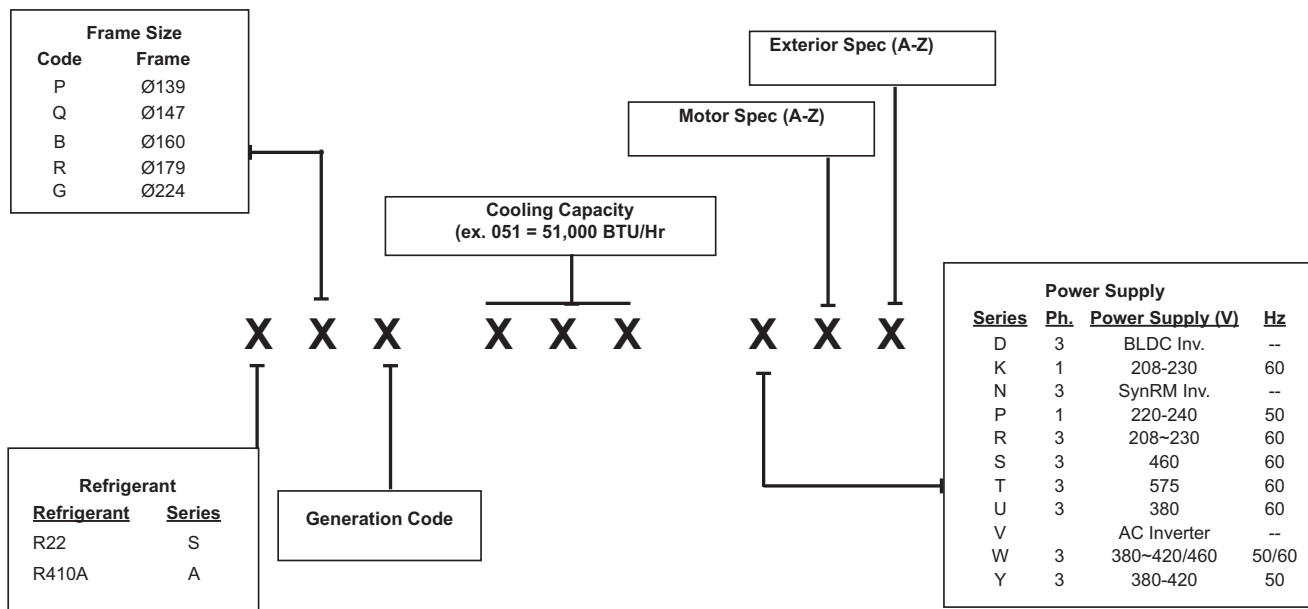 Frame Size
Code Frame
P Ø139
Q Ø147
B Ø160
R Ø179
G Ø224
Exterior Spec (A-Z)
Motor Spec (A-Z)
Cooling Capacity
(ex. 051 = 51,000 BTU/Hr
X X X X X X X X X
Refrigerant
Refrigerant Series
R22 S
R410A A
Generation Code
Power Supply
Series Ph. Power Supply (V) Hz
D 3 BLDC Inv. --
K 1 208-230 60
N 3 SynRM Inv. --
P 1 220-240 50
R 3 208~230 60
S 3 460 60
T 3 575 60
U 3 380 60
V AC Inverter --
W 3 380~420/460 50/60
Y 3 380-420 50